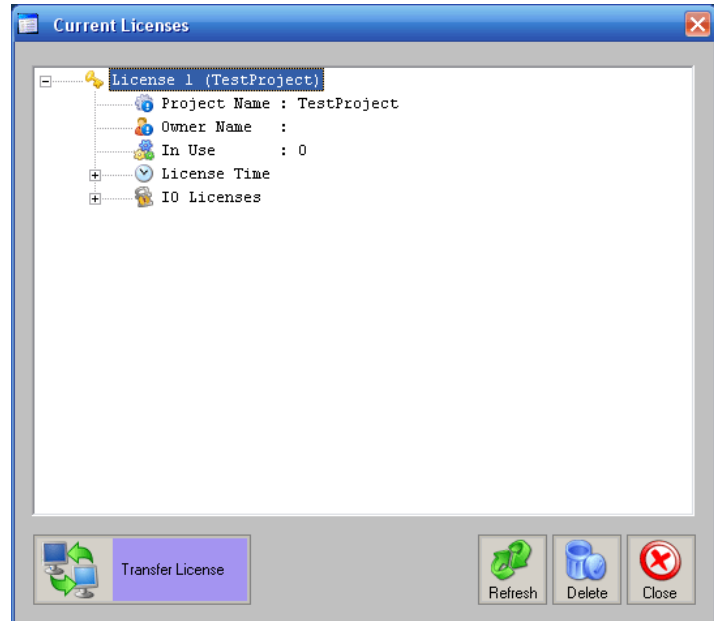 Current Licenses
License 1 (TestProject)
Project Name : TestProject
Owner Name   :
In Use       : 0
License Time
IO Licenses
Transfer License
Refresh
Delete
Close